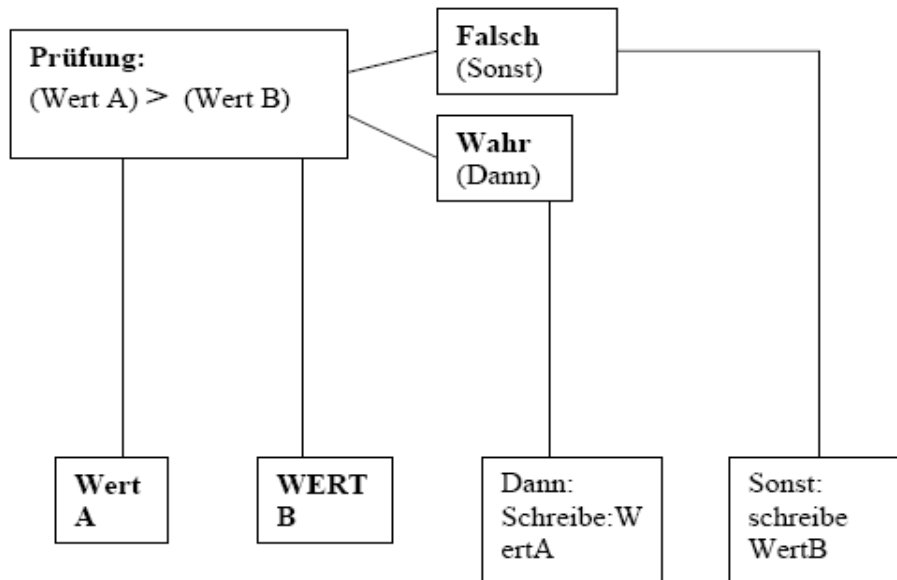 Prüfung:
(Wert A) > (Wert B)
Falsch
(Sonst)
Wahr
(Dann)
Wert
A
WERT
B
Dann:
Schreibe:W
ertA
Sonst:
schreibe
WertB